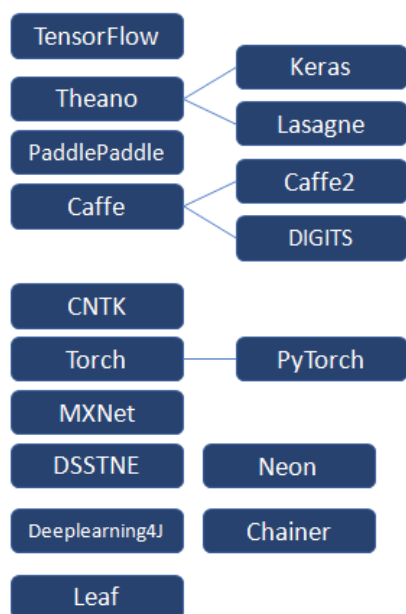 TensorFlow
Theano
Keras
Lasagne
PaddlePaddle
Caffe
Caffe2
DIGITS
CNTK
Torch
PyTorch
MXNet
DSSTNE
Neon
Deeplearning4J
Chainer
Leaf